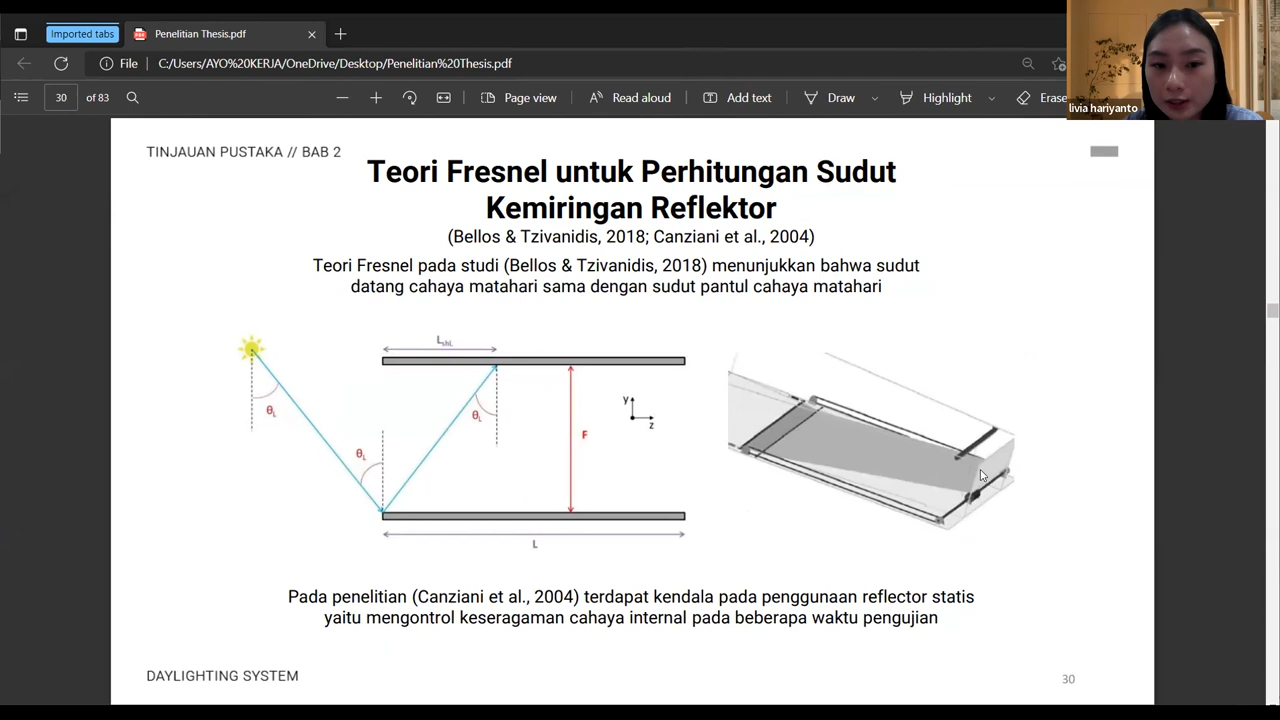 Imported tabs
Penelitian Thesis.pdf
File
C:/Users/AYO%20KERJA/OneDrive/Desktop/Penelitian%20Thesis.pdf
30 of 83
Page view
Read aloud
Add text
Draw
Highlight
Erase
livia hariyanto
TINJAUAN PUSTAKA // BAB 2
Teori Fresnel untuk Perhitungan Sudut
Kemiringan Reflektor
(Bellos & Tzivanidis, 2018; Canziani et al., 2004)
Teori Fresnel pada studi (Bellos & Tzivanidis, 2018) menunjukkan bahwa sudut
datang cahaya matahari sama dengan sudut pantul cahaya matahari
L_shL
θ_L
θ_L
θ_L
y
z
F
L
Pada penelitian (Canziani et al., 2004) terdapat kendala pada penggunaan reflector statis
yaitu mengontrol keseragaman cahaya internal pada beberapa waktu pengujian
DAYLIGHTING SYSTEM
30